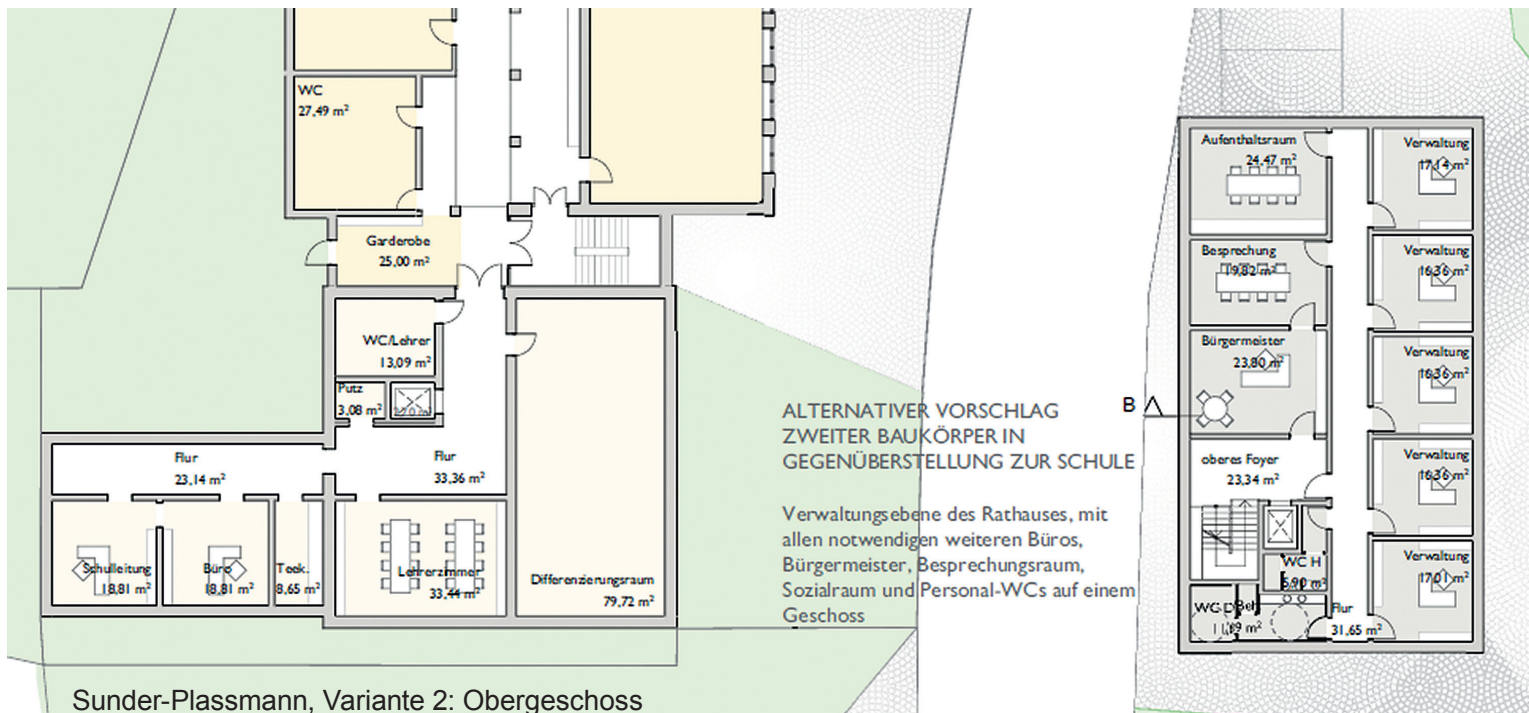 WC
27,49 m²
Garderobe
25,00 m²
WC/Lehrer
13,09 m²
Putz
3,08 m²
Flur
23,14 m²
Flur
33,36 m²
Schulleitung
18,81 m²
Büro
18,81 m²
Teek.
8,65 m²
Lehrerzimmer
33,44 m²
Differenzierungsraum
79,72 m²
ALTERNATIVER VORSCHLAG
ZWEITER BAUKÖRPER IN
GEGENÜBERSTELLUNG ZUR SCHULE
Verwaltungsebene des Rathauses, mit
allen notwendigen weiteren Büros,
Bürgermeister, Besprechungsraum,
Sozialraum und Personal-WCs auf einem
Geschoss
B
Aufenthaltsraum
24,47 m²
Besprechung
19,82 m²
Bürgermeister
23,80 m²
oberes Foyer
23,34 m²
WC H
m²
WC D
m²
Flur
31,65 m²
Verwaltung
17,14 m²
Verwaltung
16,36 m²
Verwaltung
16,36 m²
Verwaltung
16,36 m²
Verwaltung
17,01 m²
Sunder-Plassmann, Variante 2: Obergeschoss